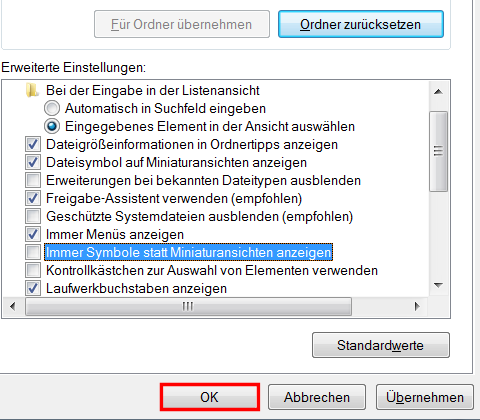 Für Ordner übernehmen
Ordner zurücksetzen
Erweiterte Einstellungen:
Bei der Eingabe in der Listenansicht
Automatisch in Suchfeld eingeben
Eingegebenes Element in der Ansicht auswählen
Dateigrößeinformationen in Ordnertipps anzeigen
Dateisymbol auf Miniaturansichten anzeigen
Erweiterungen bei bekannten Dateitypen ausblenden
Freigabe-Assistent verwenden (empfohlen)
Geschützte Systemdateien ausblenden (empfohlen)
Immer Menüs anzeigen
Immer Symbole statt Miniaturansichten anzeigen
Kontrollkästchen zur Auswahl von Elementen verwenden
Laufwerkbuchstaben anzeigen
Standardwerte
OK
Abbrechen
Übernehmen